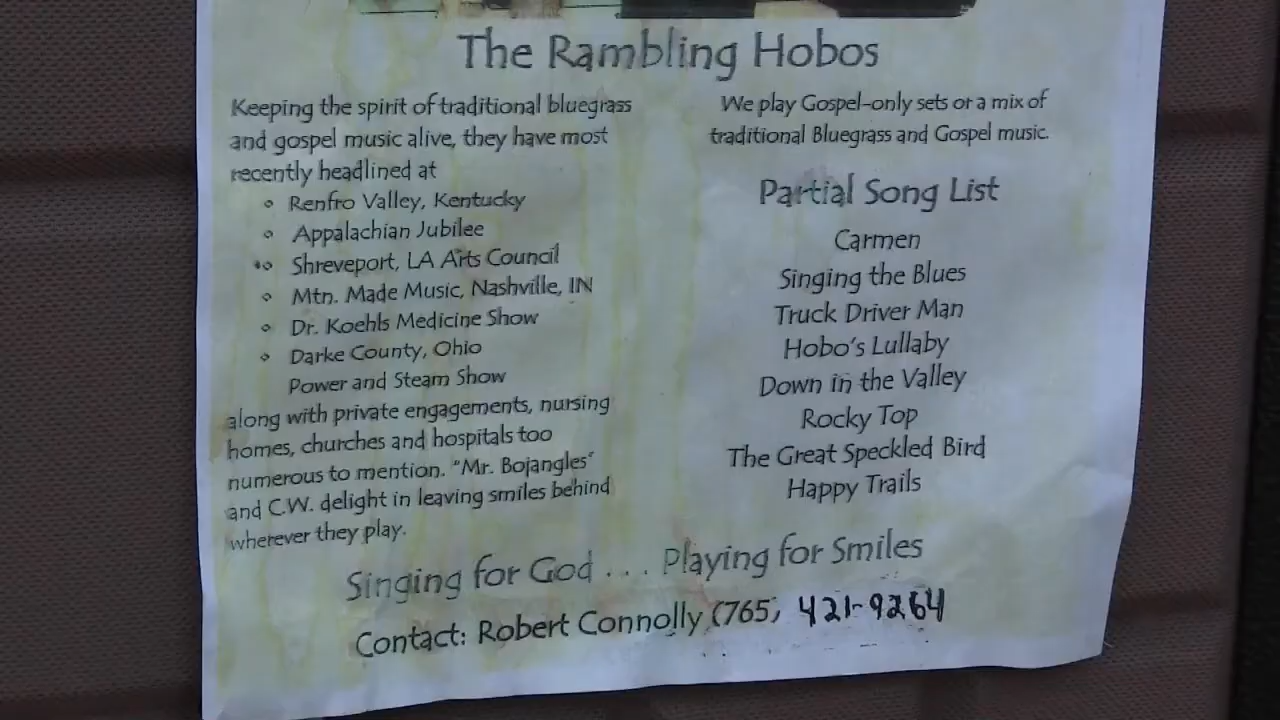 The Rambling Hobos
Keeping the spirit of traditional bluegrass
and gospel music alive, they have most
recently headlined at
Renfro Valley, Kentucky
Appalachian Jubilee
Shreveport, LA Arts Council
Mtn. Made Music, Nashville, IN
Dr. Koehls Medicine Show
Darke County, Ohio
Power and Steam Show
along with private engagements, nursing
homes, churches and hospitals too
numerous to mention. "Mr. Bojangles"
and C.W. delight in leaving smiles behind
wherever they play.
We play Gospel-only sets or a mix of
traditional Bluegrass and Gospel music.
Partial Song List
Carmen
Singing the Blues
Truck Driver Man
Hobo's Lullaby
Down in the Valley
Rocky Top
The Great Speckled Bird
Happy Trails
Singing for God . . . Playing for Smiles
Contact: Robert Connolly (765) 421-9264